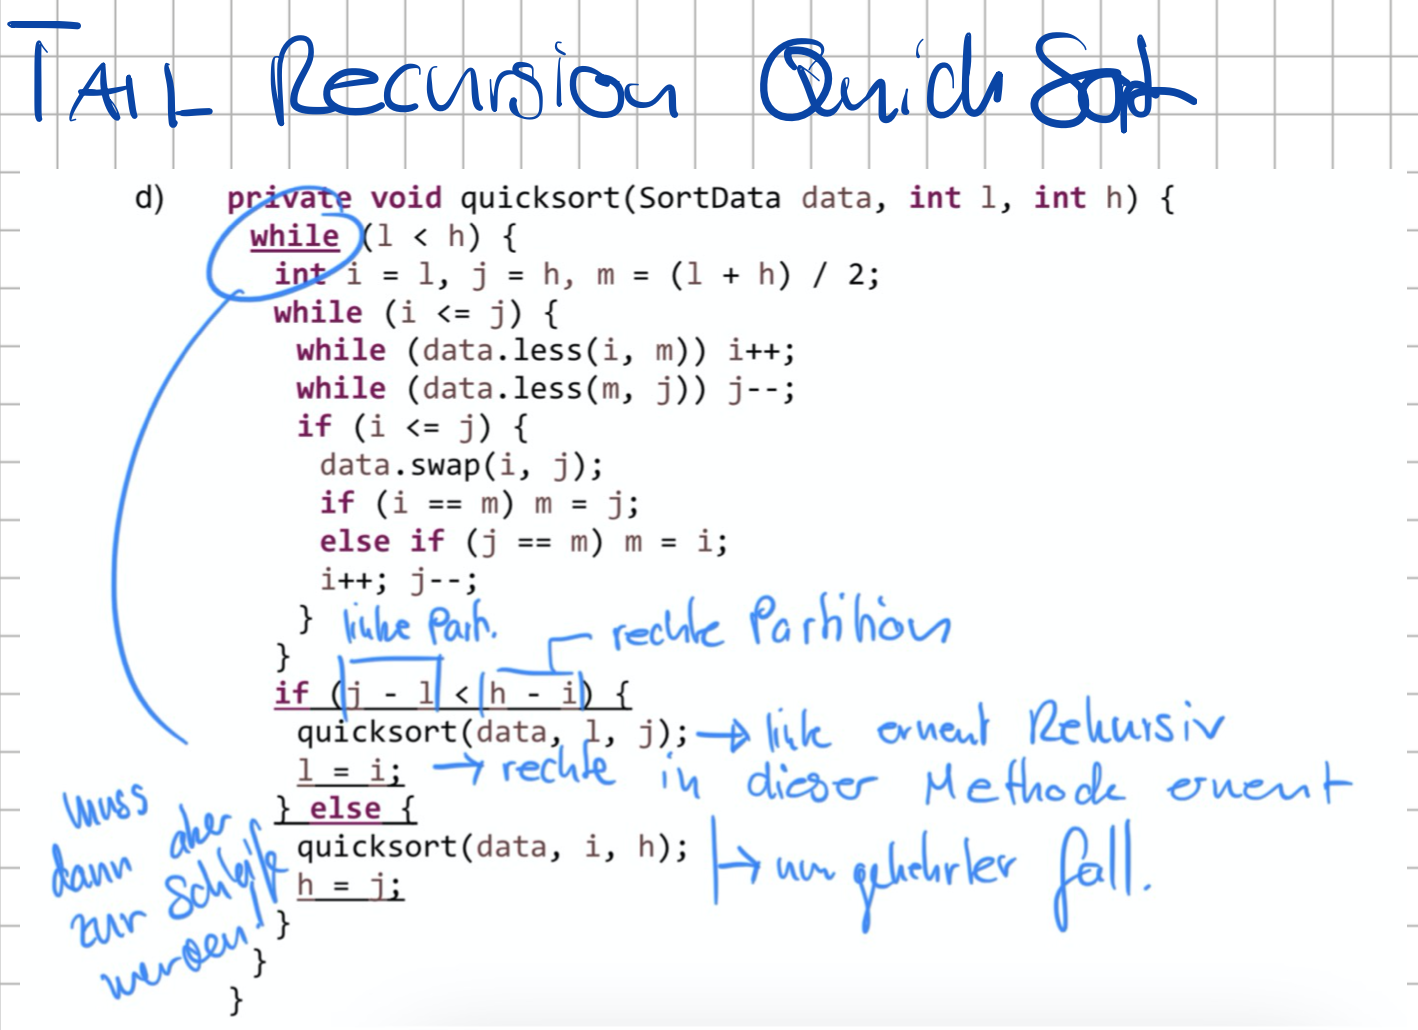 TAIL Recursion QuickSort
d) private void quicksort(SortData data, int l, int h) {
while (l < h) {
int i = l, j = h, m = (l + h) / 2;
while (i <= j) {
while (data.less(i, m)) i++;
while (data.less(m, j)) j--;
if (i <= j) {
data.swap(i, j);
if (i == m) m = j;
else if (j == m) m = i;
i++; j--;
} linke Part. rechte Partition
}
if (j - l < h - i) {
quicksort(data, l, j); → linke erneut Rekursiv
l = i; → rechte in dieser Methode erneut
} else {
quicksort(data, i, h); → umgekehrter fall.
h = j;
}
}
}
muss
dann aber
zur Schleife
werden